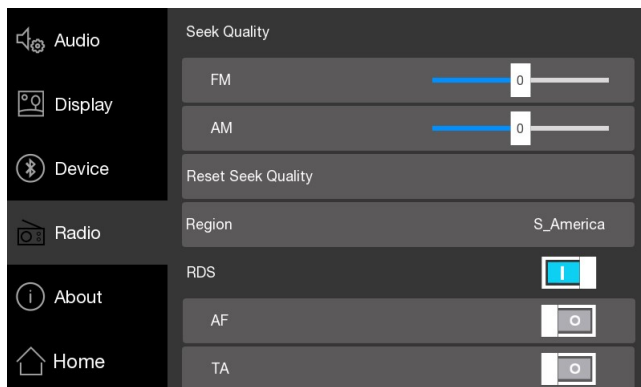 Audio
Display
Device
Radio
About
Home
Seek Quality
FM 0
AM 0
Reset Seek Quality
Region S_America
RDS
AF
TA